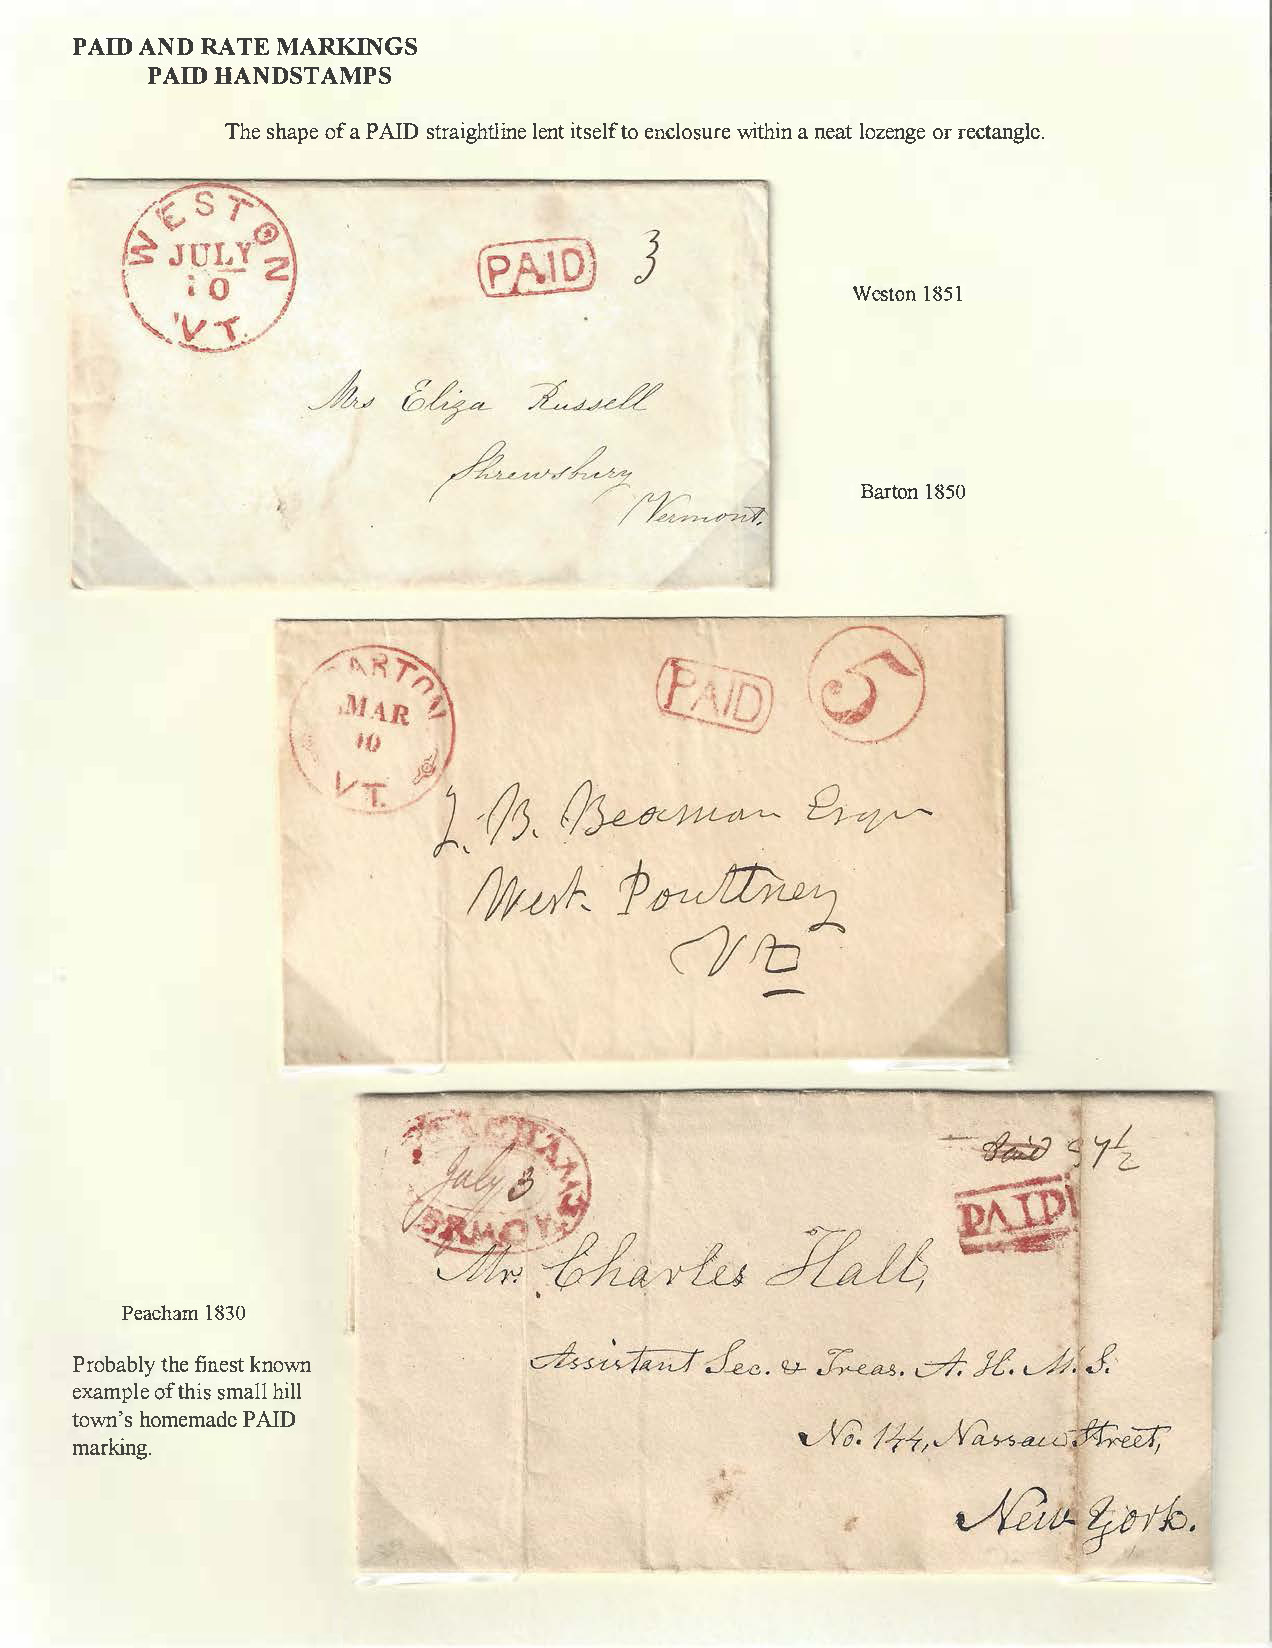 PAID AND RATE MARKINGS
PAID HANDSTAMPS
The shape of a PAID straightline lent itself to enclosure within a neat lozenge or rectangle.
WESTON
JULY
10
VT.
PAID 3
Mrs Eliza Russell
Shrewsbury
Vermont.
Weston 1851
Barton 1850
BARTON
MAR
10
VT.
PAID 5
J. B. Beaman Esqr
West Poultney
Vt
PEACHAM
July 3
Paid
PAID
Mr. Charles Hall,
Assistant Sec. & Treas. A. H. M. S.
No. 144, Nassau Street,
New York.
Peacham 1830
Probably the finest known
example of this small hill
town's homemade PAID
marking.